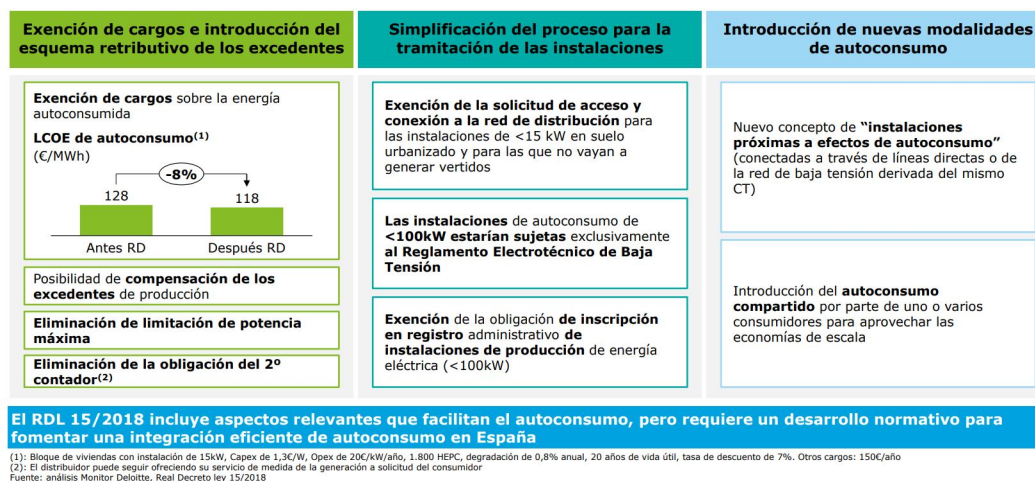 Exención de cargos e introducción del
esquema retributivo de los excedentes
Exención de cargos sobre la energía
autoconsumida
LCOE de autoconsumo(1)
(€/MWh)
-8%
128
118
Antes RD
Después RD
Posibilidad de compensación de los
excedentes de producción
Eliminación de limitación de potencia
máxima
Eliminación de la obligación del 2º
contador(2)
Simplificación del proceso para la
tramitación de las instalaciones
Exención de la solicitud de acceso y
conexión a la red de distribución para
las instalaciones de <15 kW en suelo
urbanizado y para las que no vayan a
generar vertidos
Las instalaciones de autoconsumo de
<100kW estarían sujetas exclusivamente
al Reglamento Electrotécnico de Baja
Tensión
Exención de la obligación de inscripción
en registro administrativo de
instalaciones de producción de energía
eléctrica (<100kW)
Introducción de nuevas modalidades
de autoconsumo
Nuevo concepto de “instalaciones
próximas a efectos de autoconsumo”
(conectadas a través de líneas directas o de
la red de baja tensión derivada del mismo
CT)
Introducción del autoconsumo
compartido por parte de uno o varios
consumidores para aprovechar las
economías de escala
El RDL 15/2018 incluye aspectos relevantes que facilitan el autoconsumo, pero requiere un desarrollo normativo para
fomentar una integración eficiente de autoconsumo en España
(1): Bloque de viviendas con instalación de 15kW, Capex de 1,3€/W, Opex de 20€/kW/año, 1.800 HEPC, degradación de 0,8% anual, 20 años de vida útil, tasa de descuento de 7%. Otros cargos: 150€/año
(2): El distribuidor puede seguir ofreciendo su servicio de medida de la generación a solicitud del consumidor
Fuente: análisis Monitor Deloitte, Real Decreto ley 15/2018